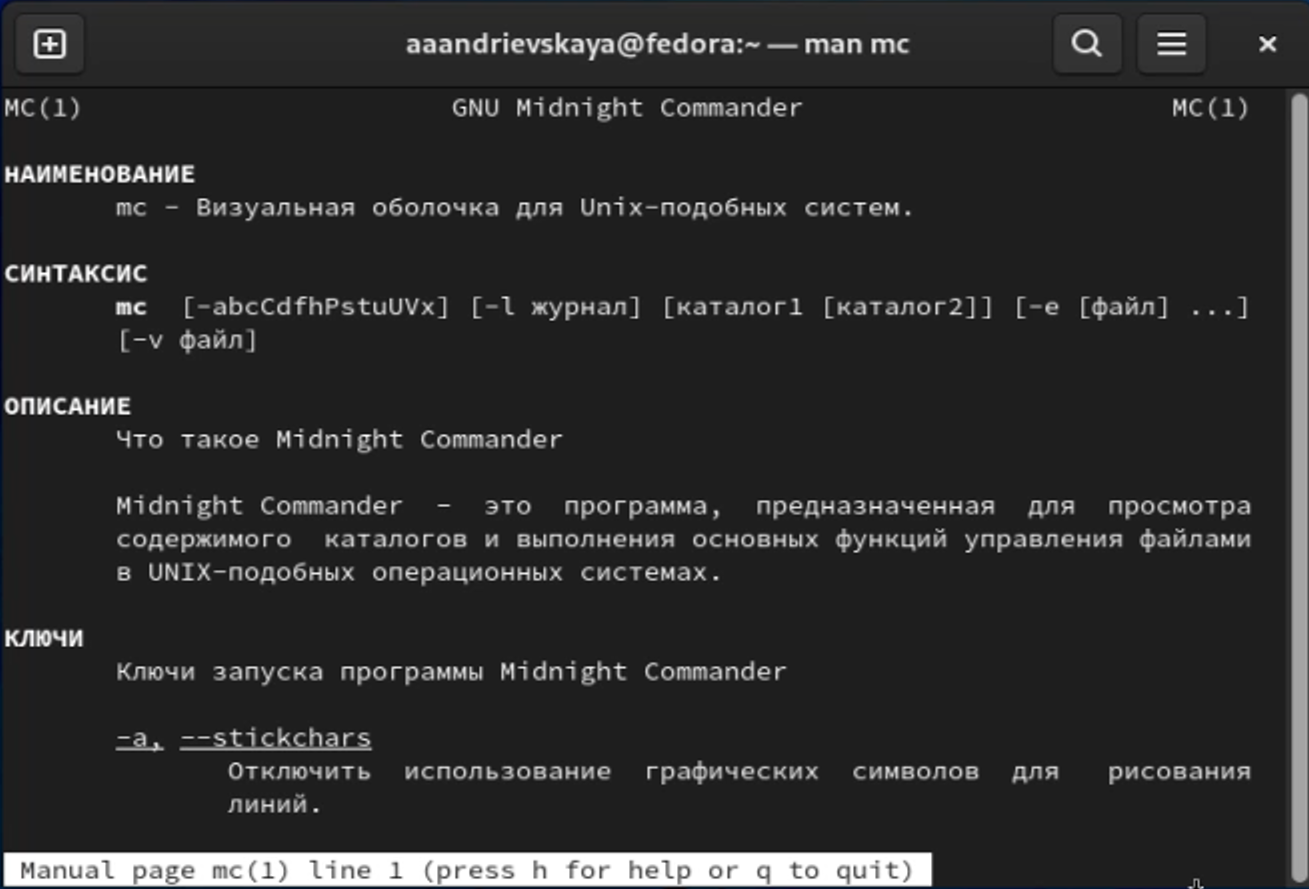 aaandrievskaya@fedora:~ — man mc
MC(1) GNU Midnight Commander MC(1)
НАИМЕНОВАНИЕ
mc - Визуальная оболочка для Unix-подобных систем.
СИНТАКСИС
mc [-abcCdfhPstuUVx] [-l журнал] [каталог1 [каталог2]] [-e [файл] ...]
[-v файл]
ОПИСАНИЕ
Что такое Midnight Commander
Midnight Commander - это программа, предназначенная для просмотра
содержимого каталогов и выполнения основных функций управления файлами
в UNIX-подобных операционных системах.
КЛЮЧИ
Ключи запуска программы Midnight Commander
-a, --stickchars
Отключить использование графических символов для рисования
линий.
Manual page mc(1) line 1 (press h for help or q to quit)